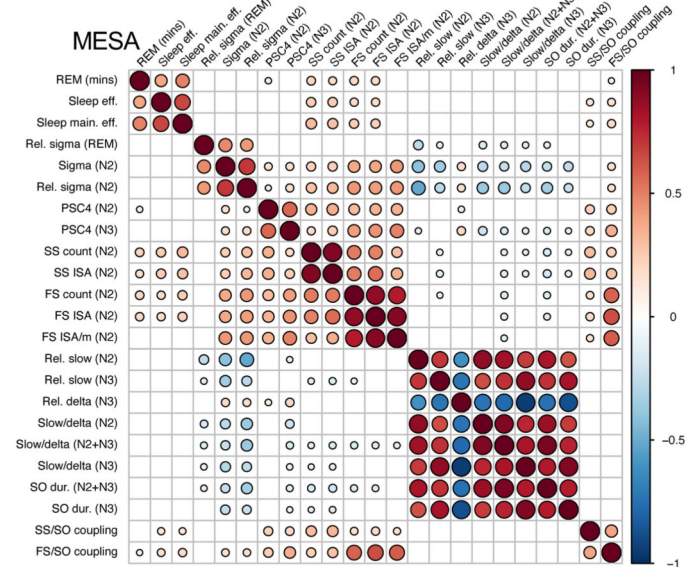 MESA
REM (mins)
Sleep eff.
Sleep main. eff.
Rel. sigma (REM)
Sigma (N2)
Rel. sigma (N2)
PSC4 (N2)
PSC4 (N3)
SS count (N2)
SS ISA (N2)
FS count (N2)
FS ISA (N2)
FS ISA/m (N2)
Rel. slow (N2)
Rel. slow (N3)
Rel. delta (N3)
Slow/delta (N2)
Slow/delta (N2+N3)
Slow/delta (N3)
SO dur. (N2+N3)
SO dur. (N3)
SS/SO coupling
FS/SO coupling
REM (mins)
Sleep eff.
Sleep main. eff.
Rel. sigma (REM)
Sigma (N2)
Rel. sigma (N2)
PSC4 (N2)
PSC4 (N3)
SS count (N2)
SS ISA (N2)
FS count (N2)
FS ISA (N2)
FS ISA/m (N2)
Rel. slow (N2)
Rel. slow (N3)
Rel. delta (N3)
Slow/delta (N2)
Slow/delta (N2+N3)
Slow/delta (N3)
SO dur. (N2+N3)
SO dur. (N3)
SS/SO coupling
FS/SO coupling
1
0.5
0
−0.5
−1